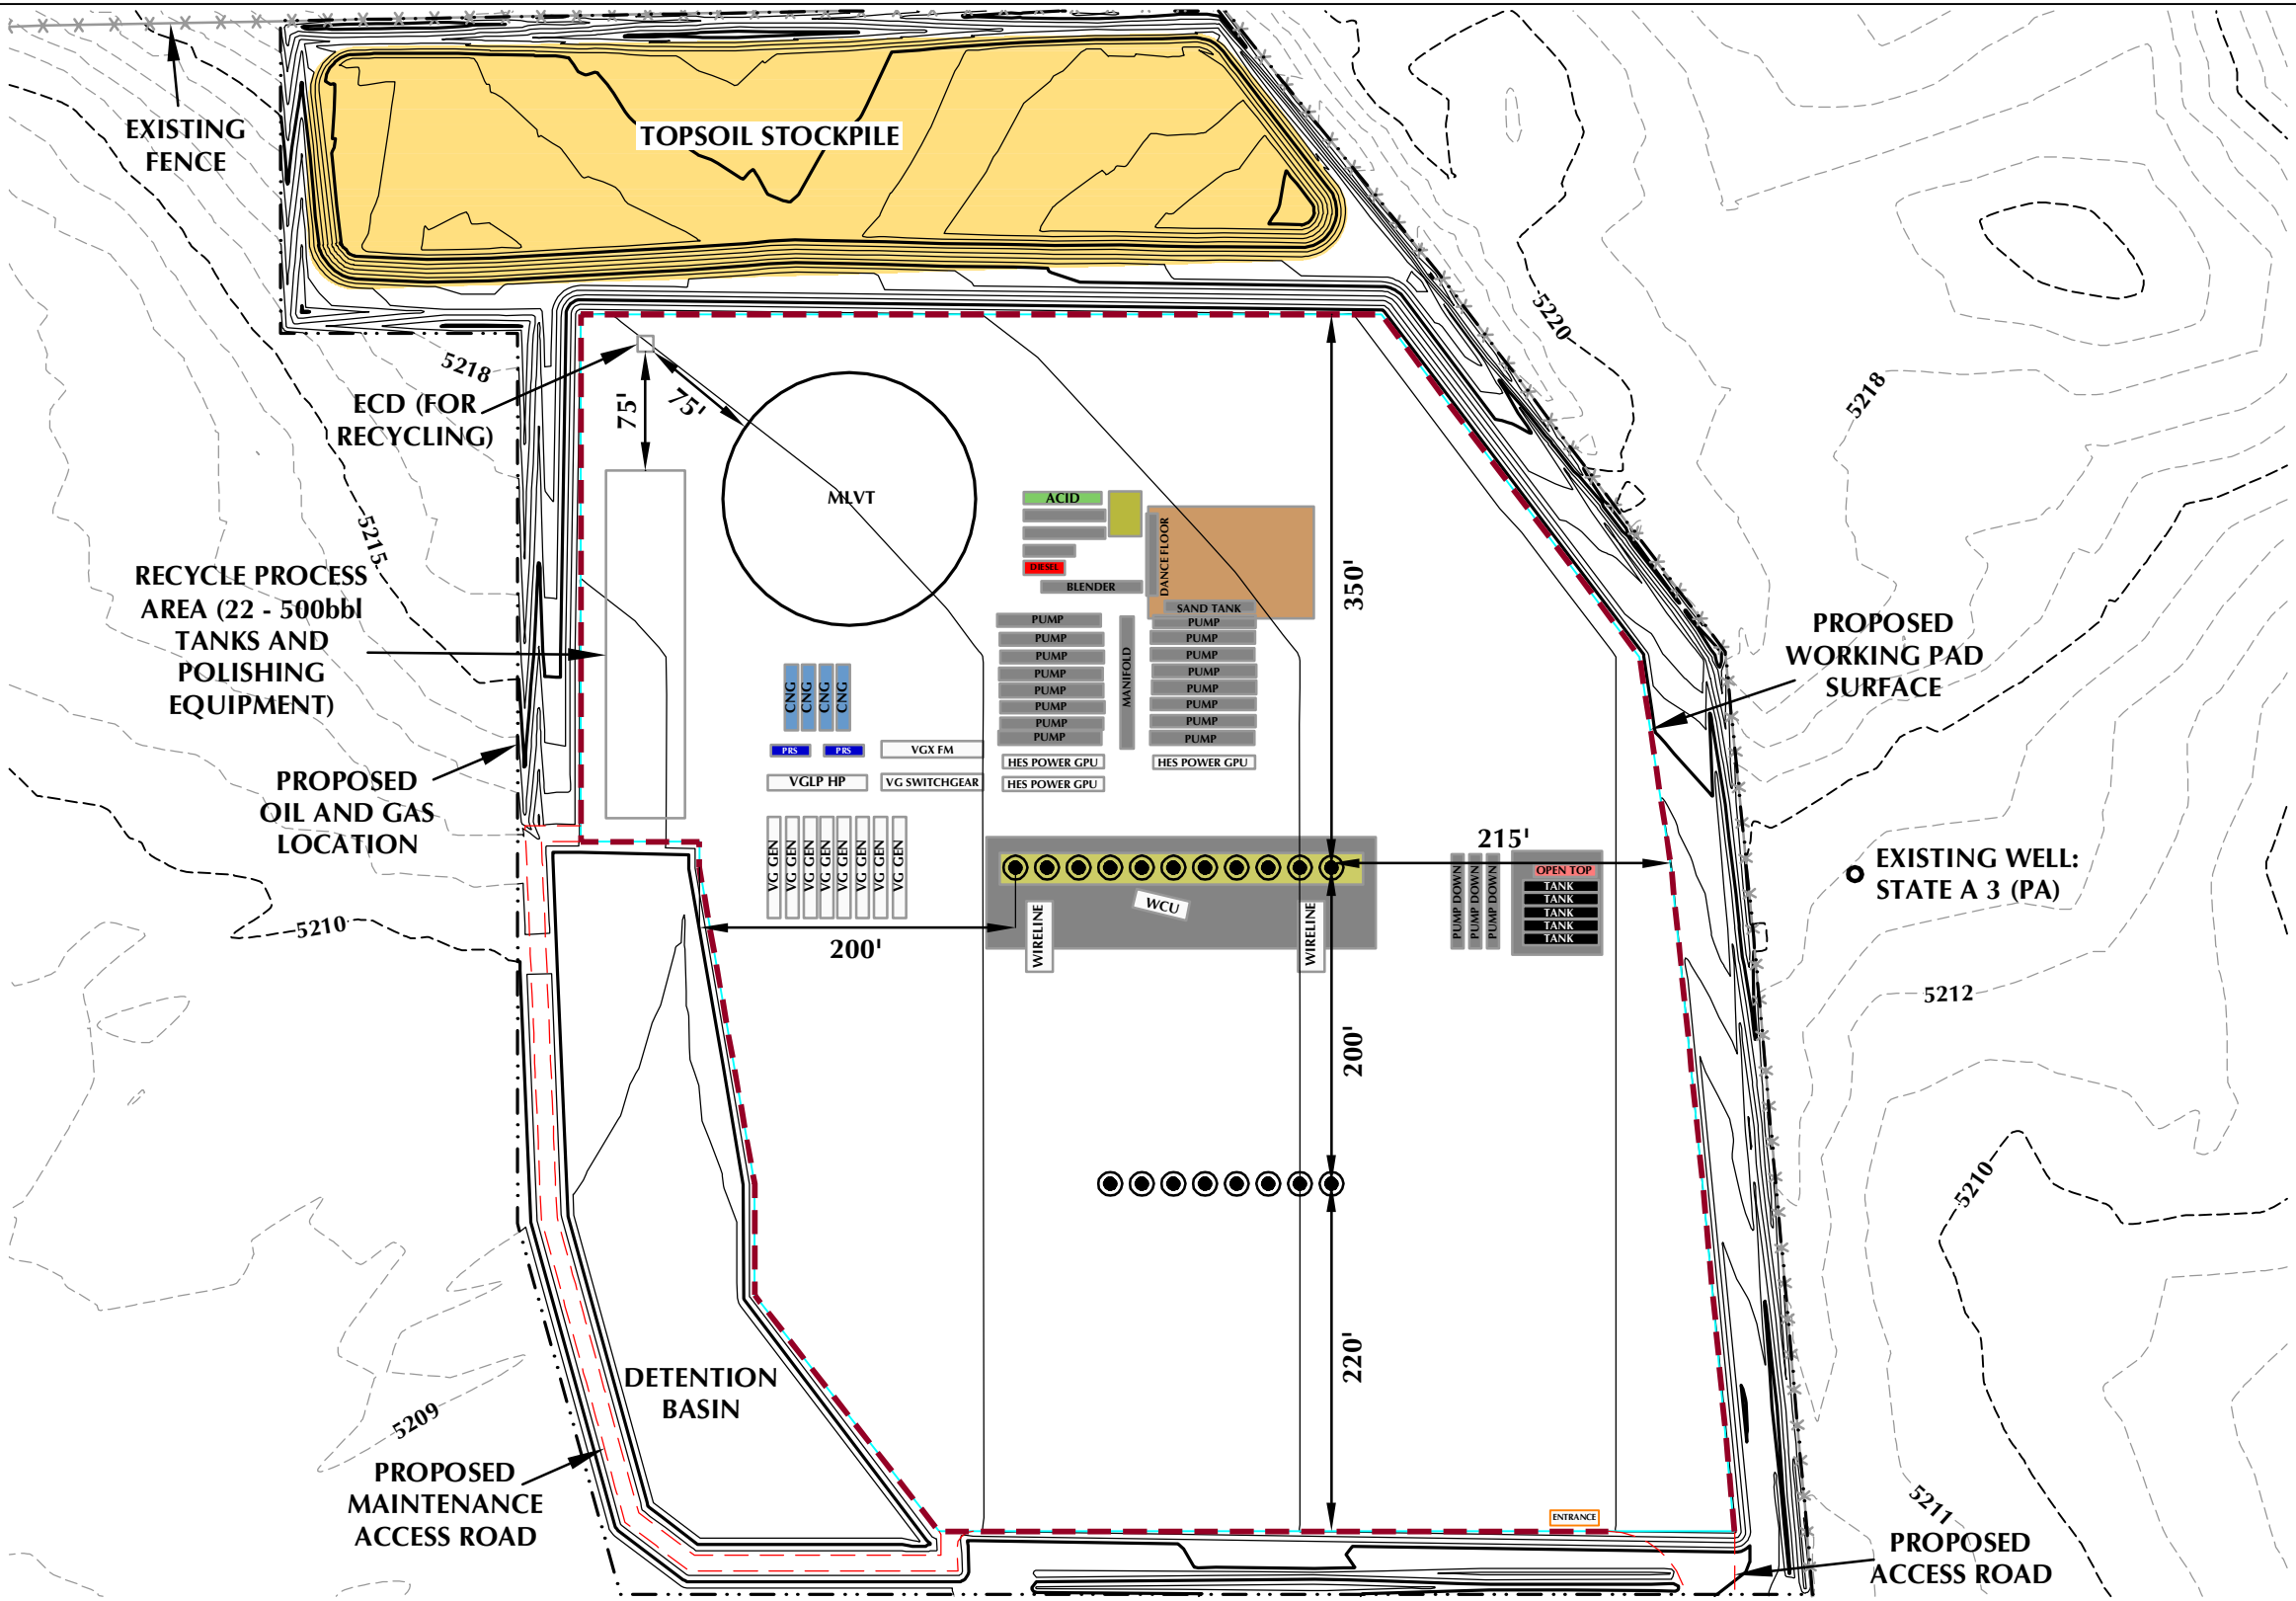 EXISTING
FENCE
TOPSOIL STOCKPILE
5220
5218
5218
ECD (FOR
RECYCLING)
75'
75'
350'
MLVT
ACID
DIESEL
BLENDER
DANCE FLOOR
SAND TANK
5215
RECYCLE PROCESS
AREA (22 - 500bbl
TANKS AND
POLISHING
EQUIPMENT)
PUMP
PUMP
PUMP
PUMP
PUMP
PUMP
PUMP
PUMP
MANIFOLD
PUMP
PUMP
PUMP
PUMP
PUMP
PUMP
PUMP
PUMP
PROPOSED
WORKING PAD
SURFACE
CNG
CNG
CNG
CNG
PRS
PRS
VGX FM
VGLP HP
VG SWITCHGEAR
HES POWER GPU
HES POWER GPU
HES POWER GPU
PROPOSED
OIL AND GAS
LOCATION
VG GEN
VG GEN
VG GEN
VG GEN
VG GEN
VG GEN
VG GEN
VG GEN
VG GEN
215'
PUMP DOWN
PUMP DOWN
PUMP DOWN
OPEN TOP
TANK
TANK
TANK
TANK
TANK
EXISTING WELL:
STATE A 3 (PA)
WIRELINE
WCU
WIRELINE
5210
200'
5212
200'
5210
220'
DETENTION
BASIN
5209
PROPOSED
MAINTENANCE
ACCESS ROAD
ENTRANCE
5211
PROPOSED
ACCESS ROAD